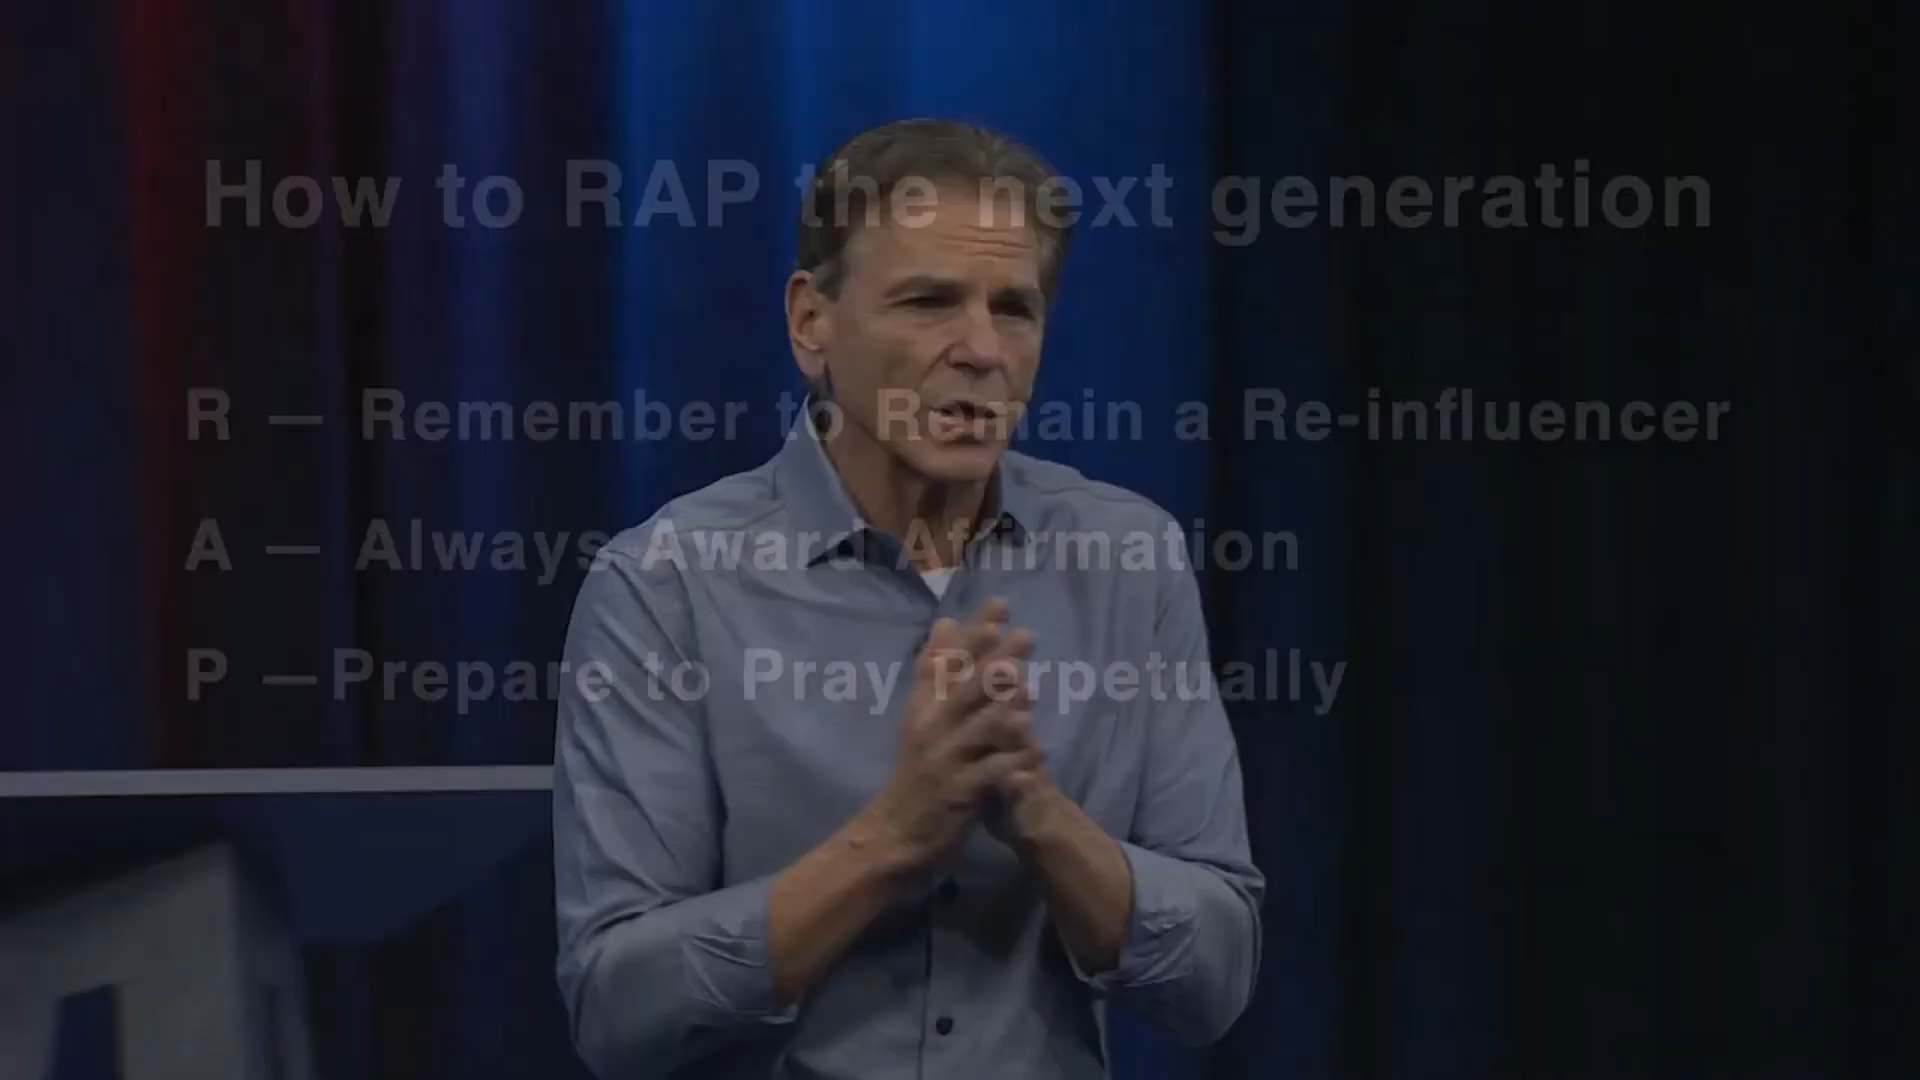 How to RAP the next generation
R — Remember to Remain a Re-influencer
A — Always Award Affirmation
P —Prepare to Pray Perpetually